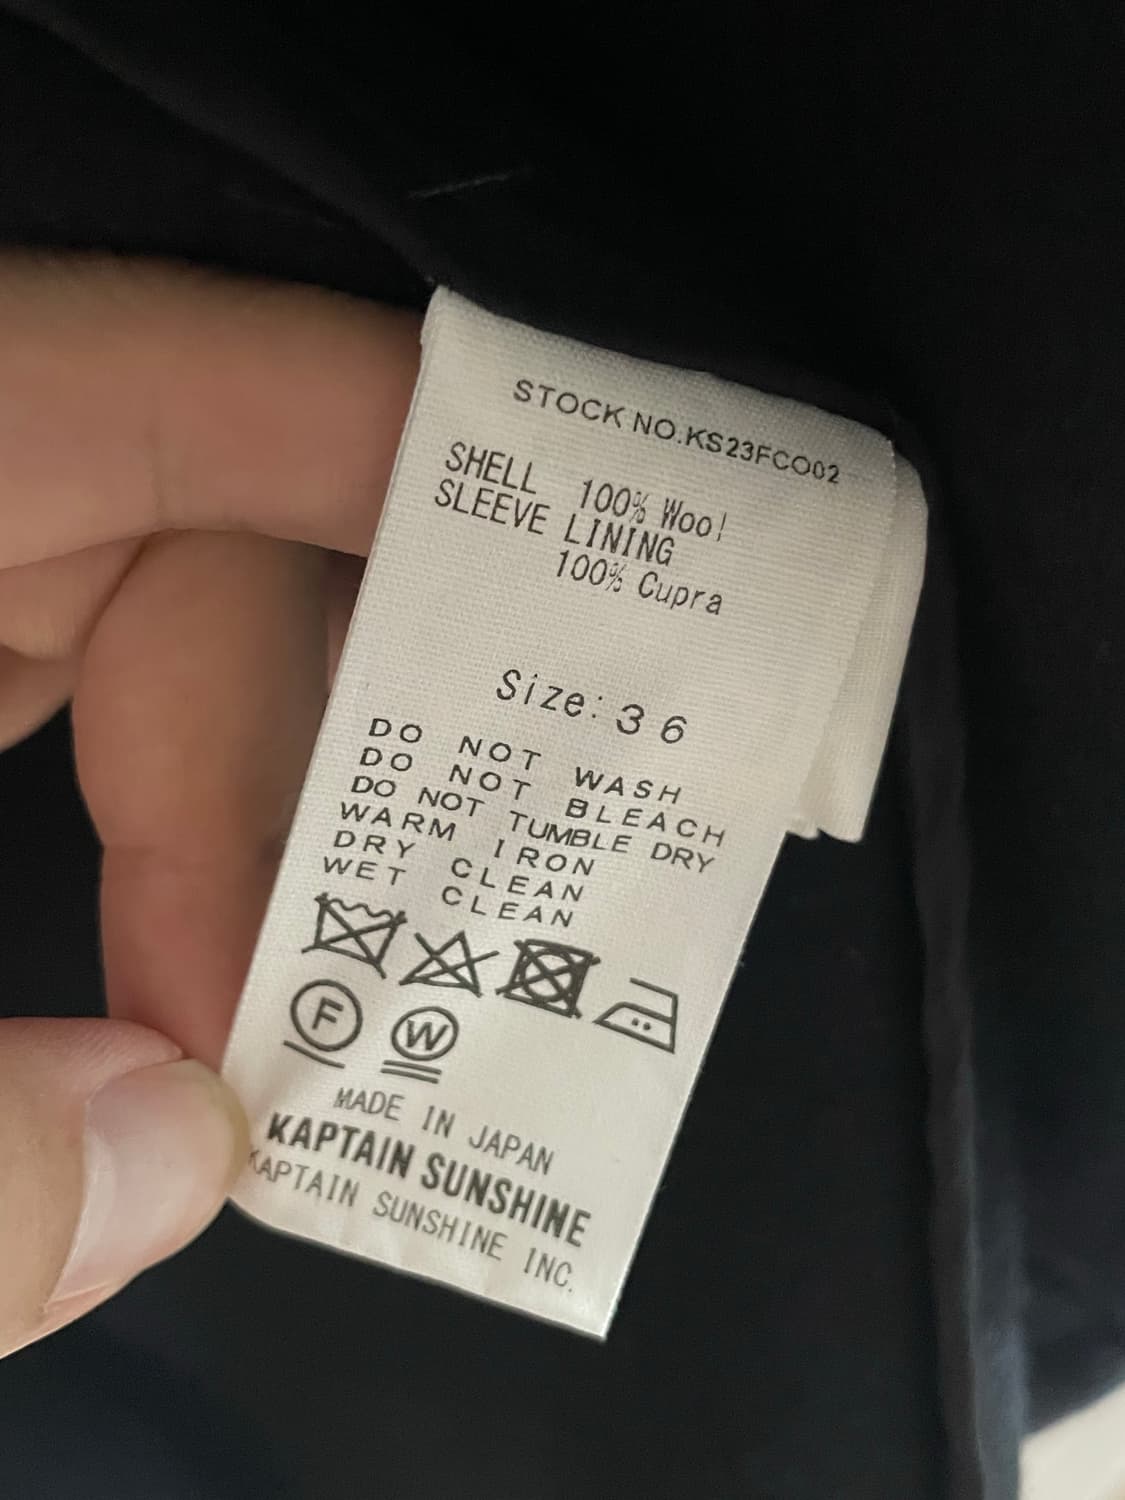 STOCK NO.KS23FCO02
SHELL 100% Wool
SLEEVE LINING
100% Cupra
Size:36
DO NOT WASH
DO NOT BLEACH
DO NOT TUMBLE DRY
WARM IRON
DRY CLEAN
WET CLEAN
F W
MADE IN JAPAN
KAPTAIN SUNSHINE
KAPTAIN SUNSHINE INC.